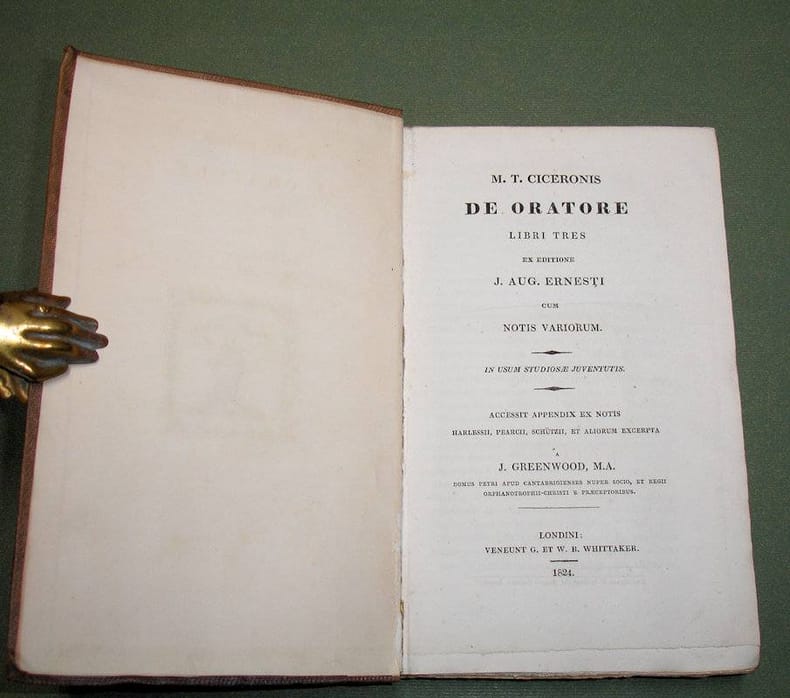 M. T. CICERONIS
DE ORATORE
LIBRI TRES
EX EDITIONE
J. AUG. ERNESTI
CUM
NOTIS VARIORUM.
IN USUM STUDIOSÆ JUVENTUTIS.
ACCESSIT APPENDIX EX NOTIS
HARLESSII, PEARCII, SCHÜTZII, ET ALIORUM EXCERPTA
A
J. GREENWOOD, M.A.
DOMUS PETRI APUD CANTABRIGIENSES NUPER SOCIO, ET REGII
ORPHANOTROPHII-CHRISTI E PRÆCEPTORIBUS.
LONDINI:
VENEUNT G. ET W. B. WHITTAKER.
1824.